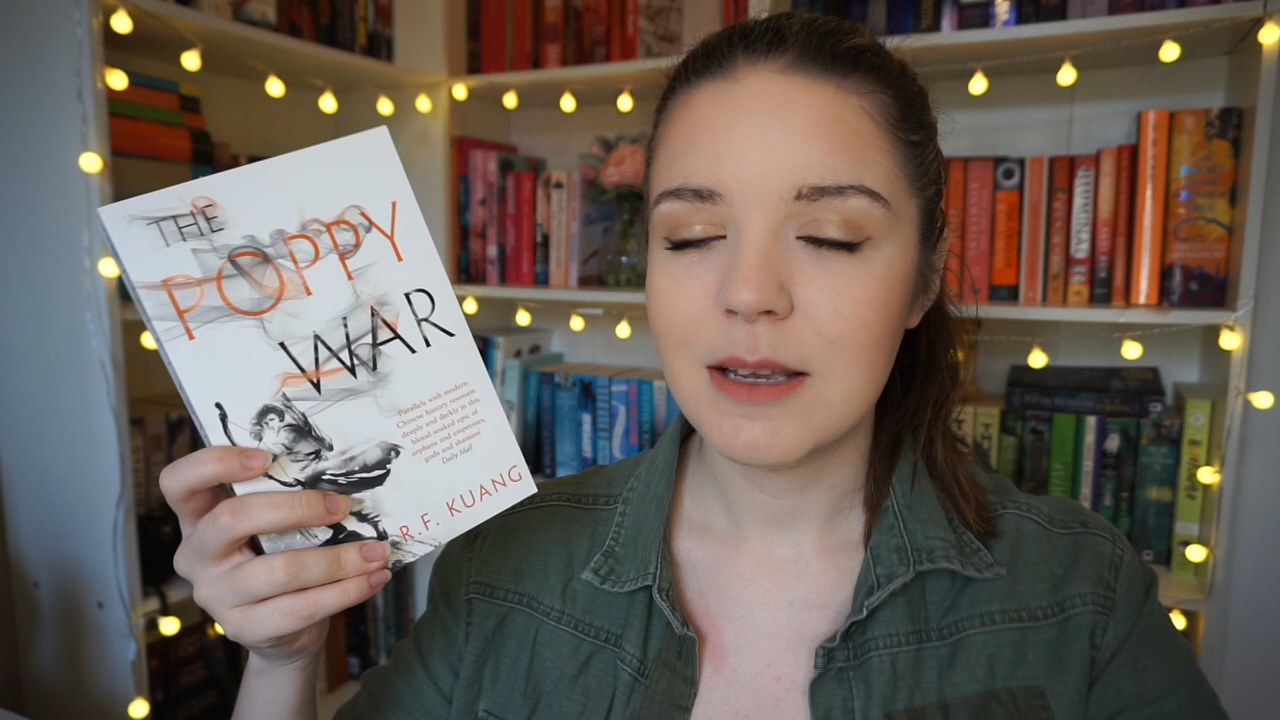 THE
POPPY
WAR
Parallels with modern
Chinese history resonate
deeply and darkly in this
blood-soaked epic of
orphans and empresses,
gods and shamans
Daily Mail
R.F. KUANG